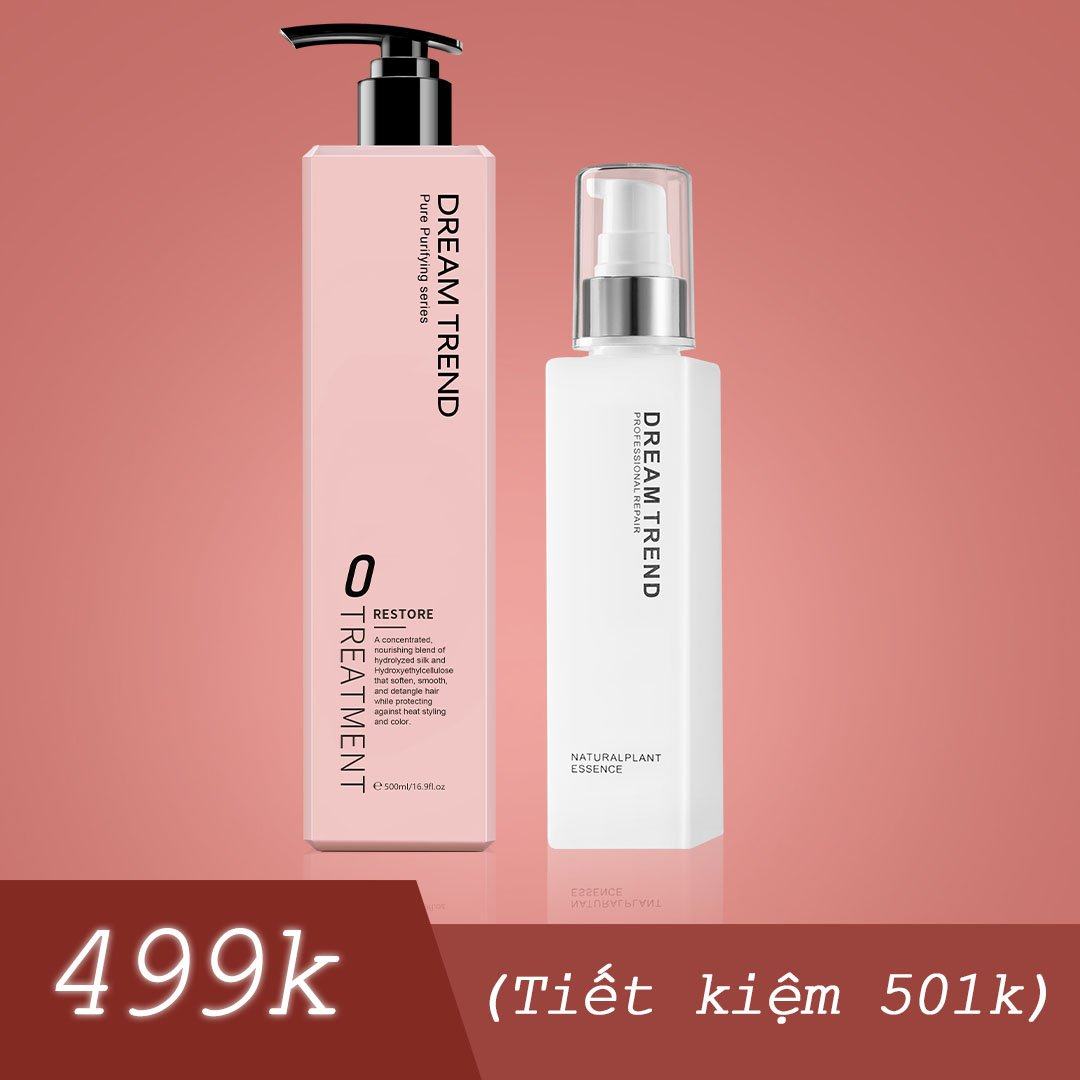 DREAM TREND
Pure Purifying series
0
TREATMENT
RESTORE
A concentrated,
nourishing blend of
hydrolyzed silk and
Hydroxyethylcellulose
that soften, smooth,
and detangle hair
while protecting
against heat styling
and color.
℮ 500ml/16.9fl.oz
DREAM TREND
PROFESSIONAL REPAIR
NATURALPLANT
ESSENCE
499k
(Tiết kiệm 501k)